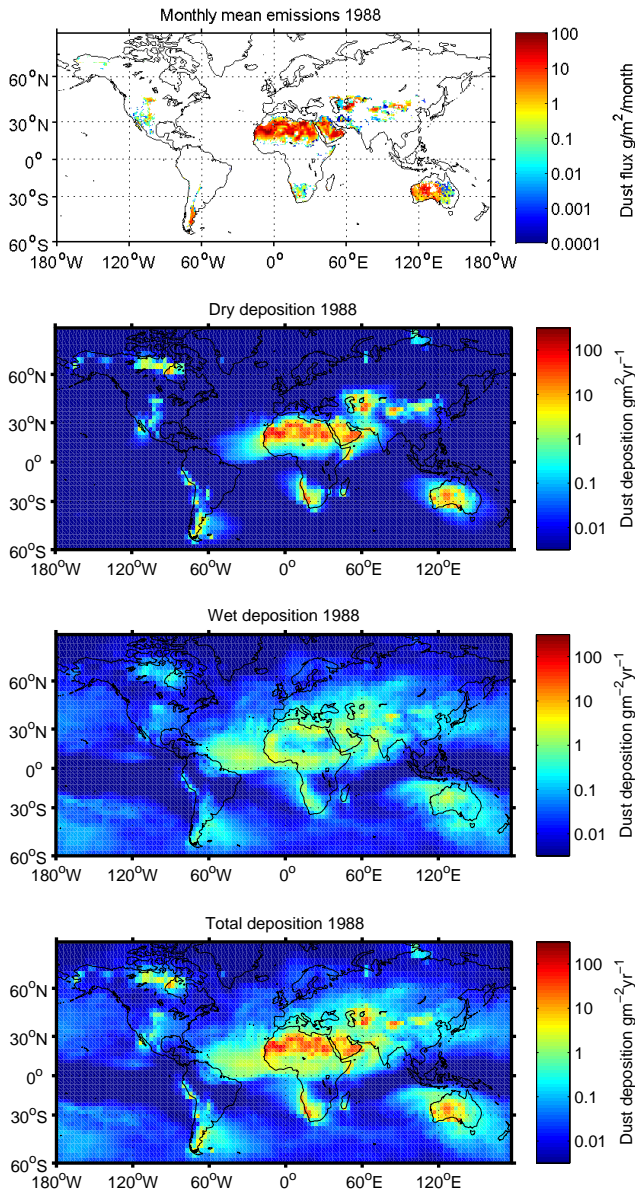 Monthly mean emissions 1988
60°N
30°N
0°
30°S
60°S
180°W 120°W 60°W 0° 60°E 120°E 180°W
100
10
1
0.1
0.01
0.001
0.0001
Dust flux g/m²/month
Dry deposition 1988
60°N
30°N
0°
30°S
60°S
180°W 120°W 60°W 0° 60°E 120°E
100
10
1
0.1
0.01
Dust deposition gm²yr⁻¹
Wet deposition 1988
60°N
30°N
0°
30°S
60°S
180°W 120°W 60°W 0° 60°E 120°E
100
10
1
0.1
0.01
Dust deposition gm⁻²yr⁻¹
Total deposition 1988
60°N
30°N
0°
30°S
60°S
180°W 120°W 60°W 0° 60°E 120°E
100
10
1
0.1
0.01
Dust deposition gm⁻²yr⁻¹